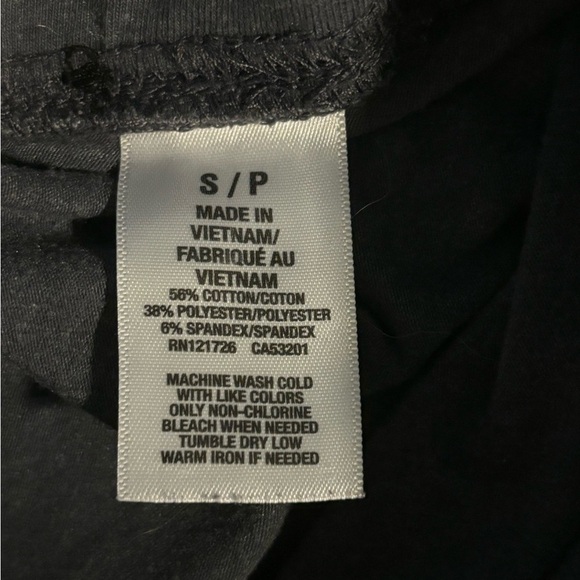 S / P
MADE IN
VIETNAM/
FABRIQUÉ AU
VIETNAM
56% COTTON/COTON
38% POLYESTER/POLYESTER
6% SPANDEX/SPANDEX
RN121726 CA53201
MACHINE WASH COLD
WITH LIKE COLORS
ONLY NON-CHLORINE
BLEACH WHEN NEEDED
TUMBLE DRY LOW
WARM IRON IF NEEDED